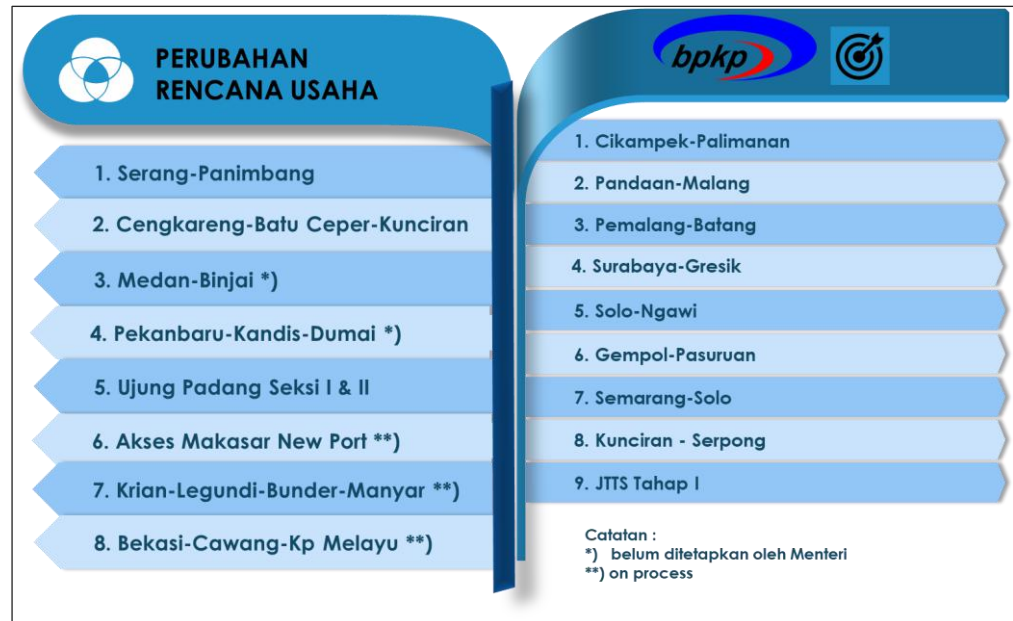 PERUBAHAN
RENCANA USAHA
1. Serang-Panimbang
2. Cengkareng-Batu Ceper-Kunciran
3. Medan-Binjai *)
4. Pekanbaru-Kandis-Dumai *)
5. Ujung Padang Seksi I & II
6. Akses Makasar New Port **)
7. Krian-Legundi-Bunder-Manyar **)
8. Bekasi-Cawang-Kp Melayu **)
bpkp
1. Cikampek-Palimanan
2. Pandaan-Malang
3. Pemalang-Batang
4. Surabaya-Gresik
5. Solo-Ngawi
6. Gempol-Pasuruan
7. Semarang-Solo
8. Kunciran - Serpong
9. JTTS Tahap I
Catatan :
*) belum ditetapkan oleh Menteri
**) on process